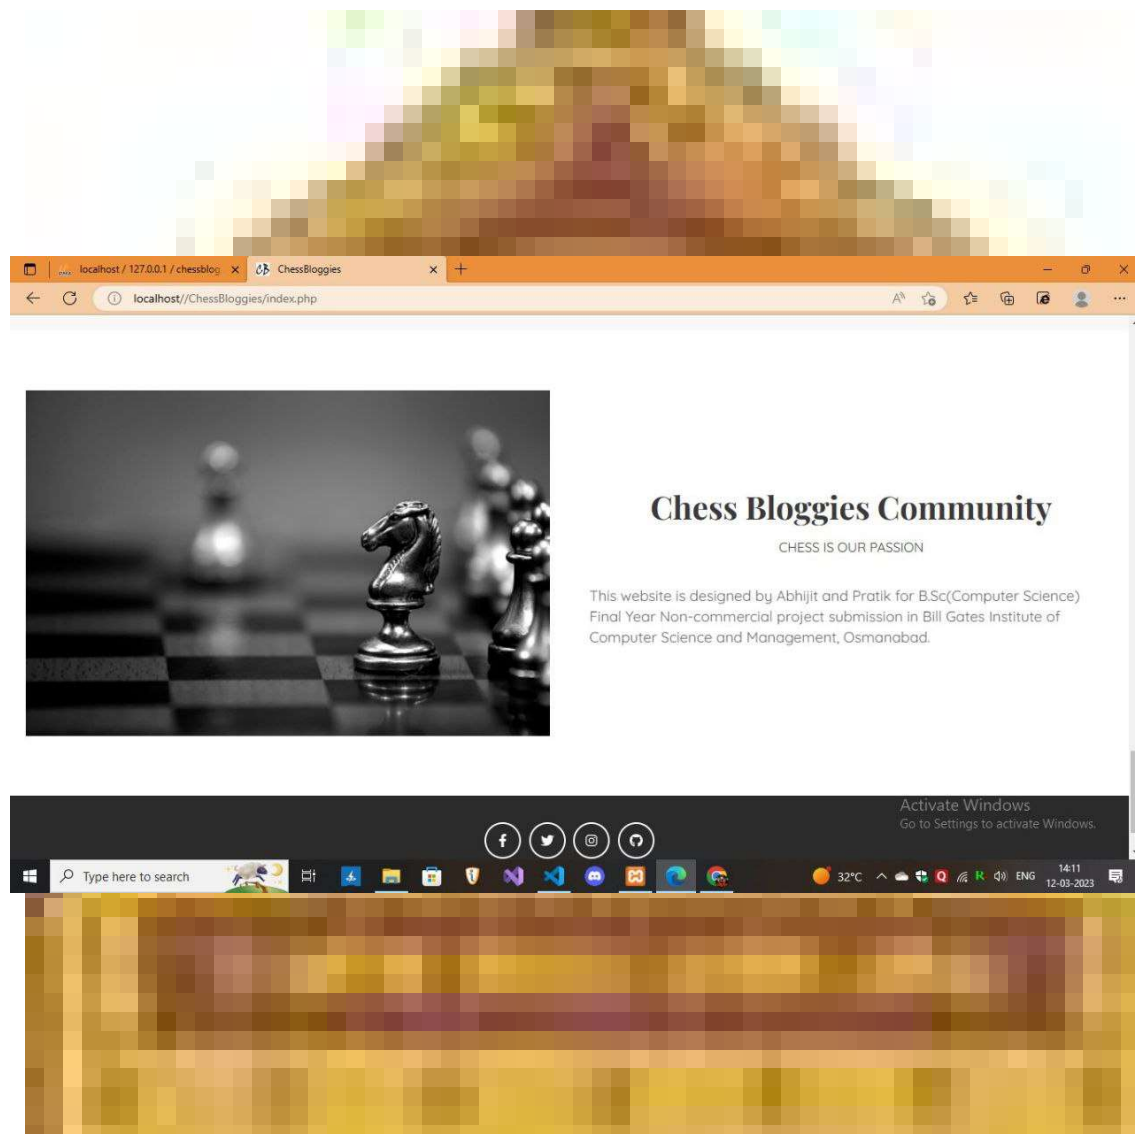 localhost / 127.0.0.1 / chessblog
ChessBloggies
localhost//ChessBloggies/index.php
Chess Bloggies Community
CHESS IS OUR PASSION
This website is designed by Abhijit and Pratik for B.Sc(Computer Science)
Final Year Non-commercial project submission in Bill Gates Institute of
Computer Science and Management, Osmanabad.
Activate Windows
Go to Settings to activate Windows.
Type here to search
32°C
ENG
14:11
12-03-2023